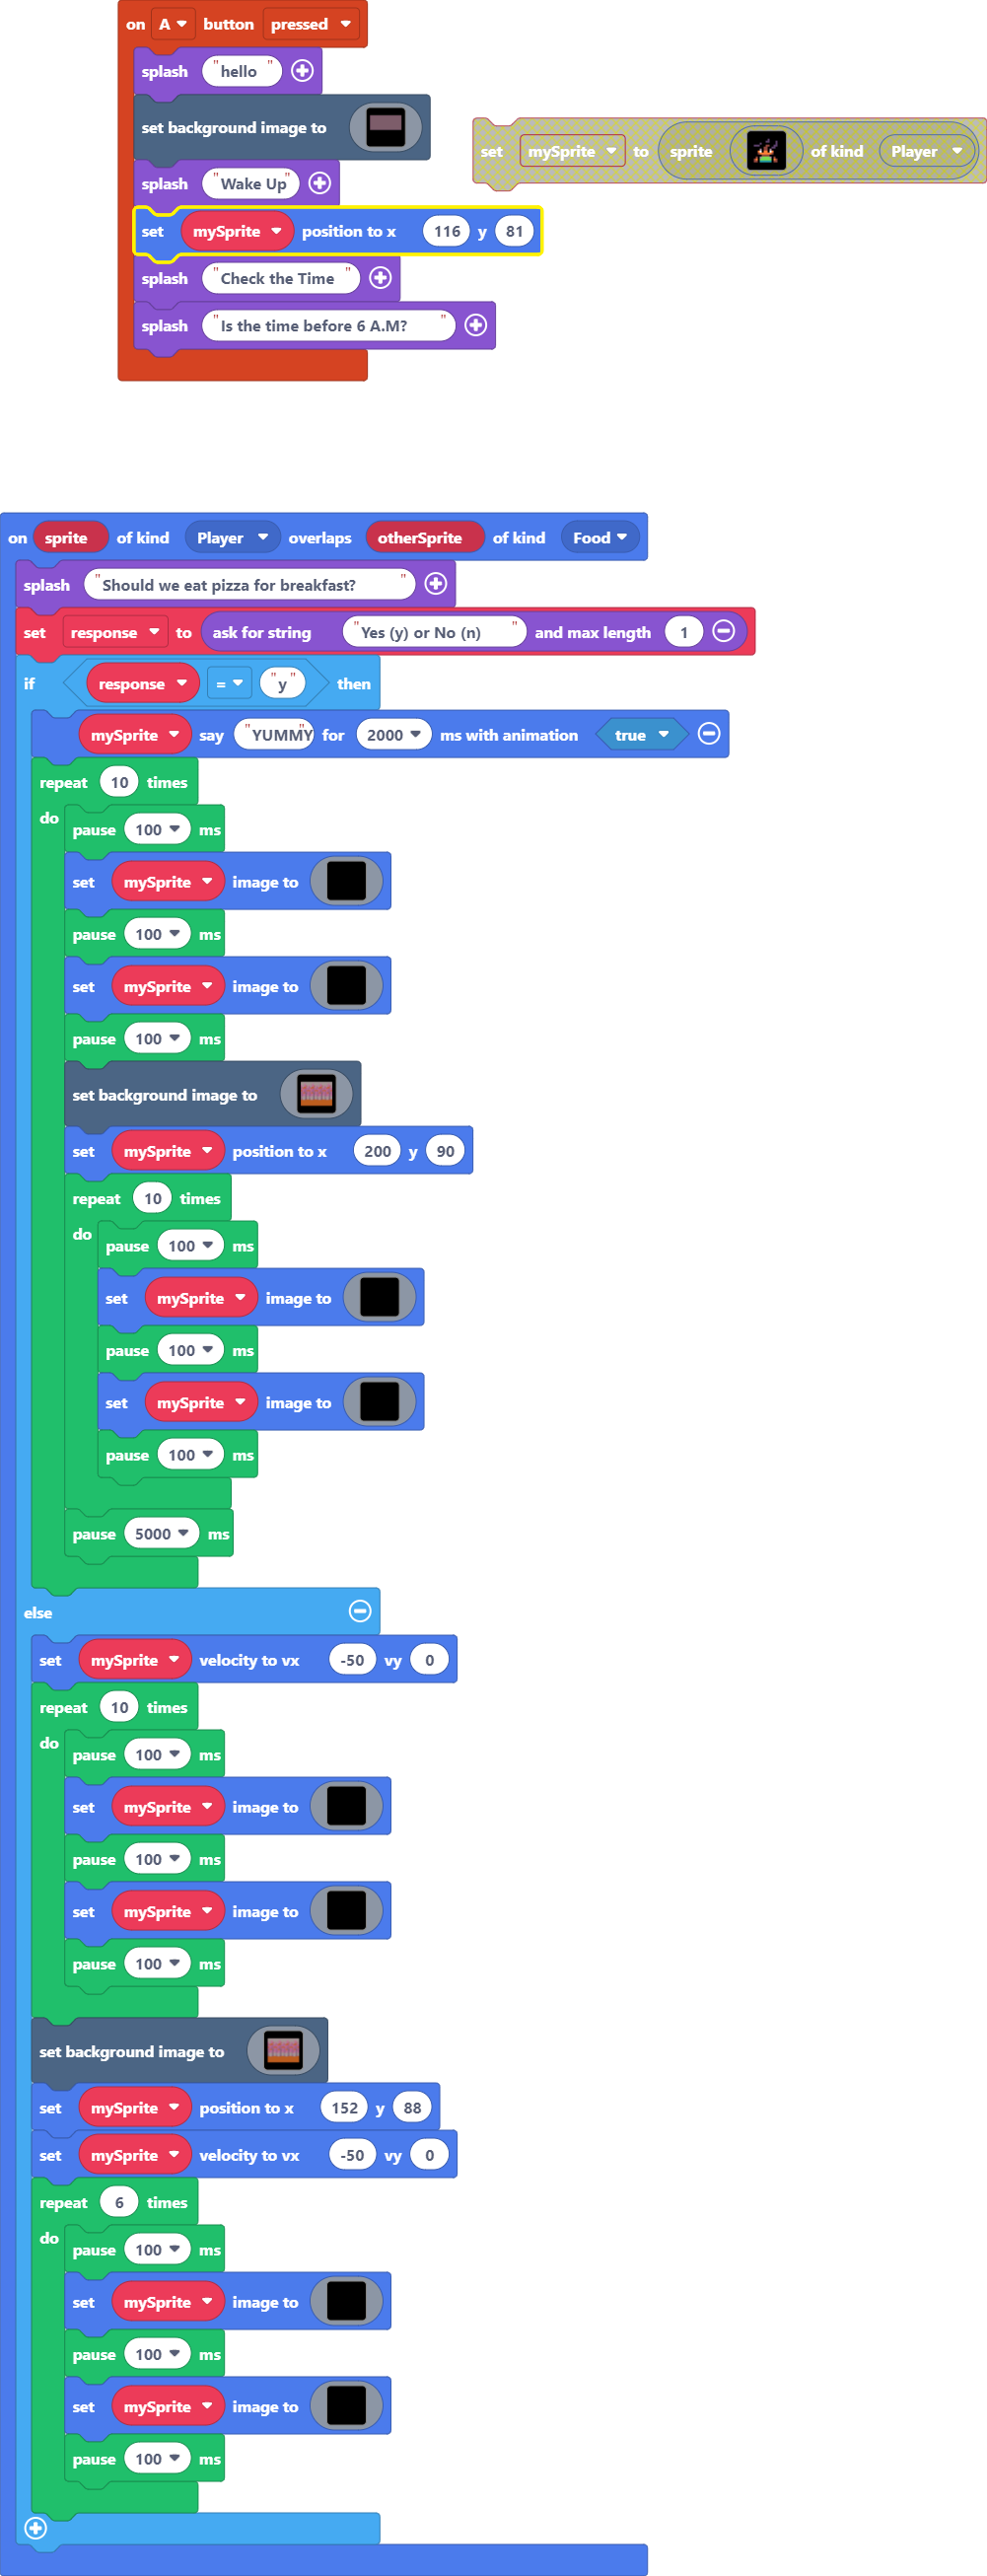 on A button pressed
splash "hello"
set background image to
set mySprite to sprite of kind Player
splash "Wake Up"
set mySprite position to x 116 y 81
splash "Check the Time"
splash "Is the time before 6 A.M?"
on sprite of kind Player overlaps otherSprite of kind Food
splash "Should we eat pizza for breakfast?"
set response to ask for string "Yes (y) or No (n)" and max length 1
if response = "y" then
mySprite say "YUMMY" for 2000 ms with animation true
repeat 10 times
do
pause 100 ms
set mySprite image to
pause 100 ms
set mySprite image to
pause 100 ms
set background image to
set mySprite position to x 200 y 90
repeat 10 times
do
pause 100 ms
set mySprite image to
pause 100 ms
set mySprite image to
pause 100 ms
pause 5000 ms
else
set mySprite velocity to vx -50 vy 0
repeat 10 times
do
pause 100 ms
set mySprite image to
pause 100 ms
set mySprite image to
pause 100 ms
set background image to
set mySprite position to x 152 y 88
set mySprite velocity to vx -50 vy 0
repeat 6 times
do
pause 100 ms
set mySprite image to
pause 100 ms
set mySprite image to
pause 100 ms